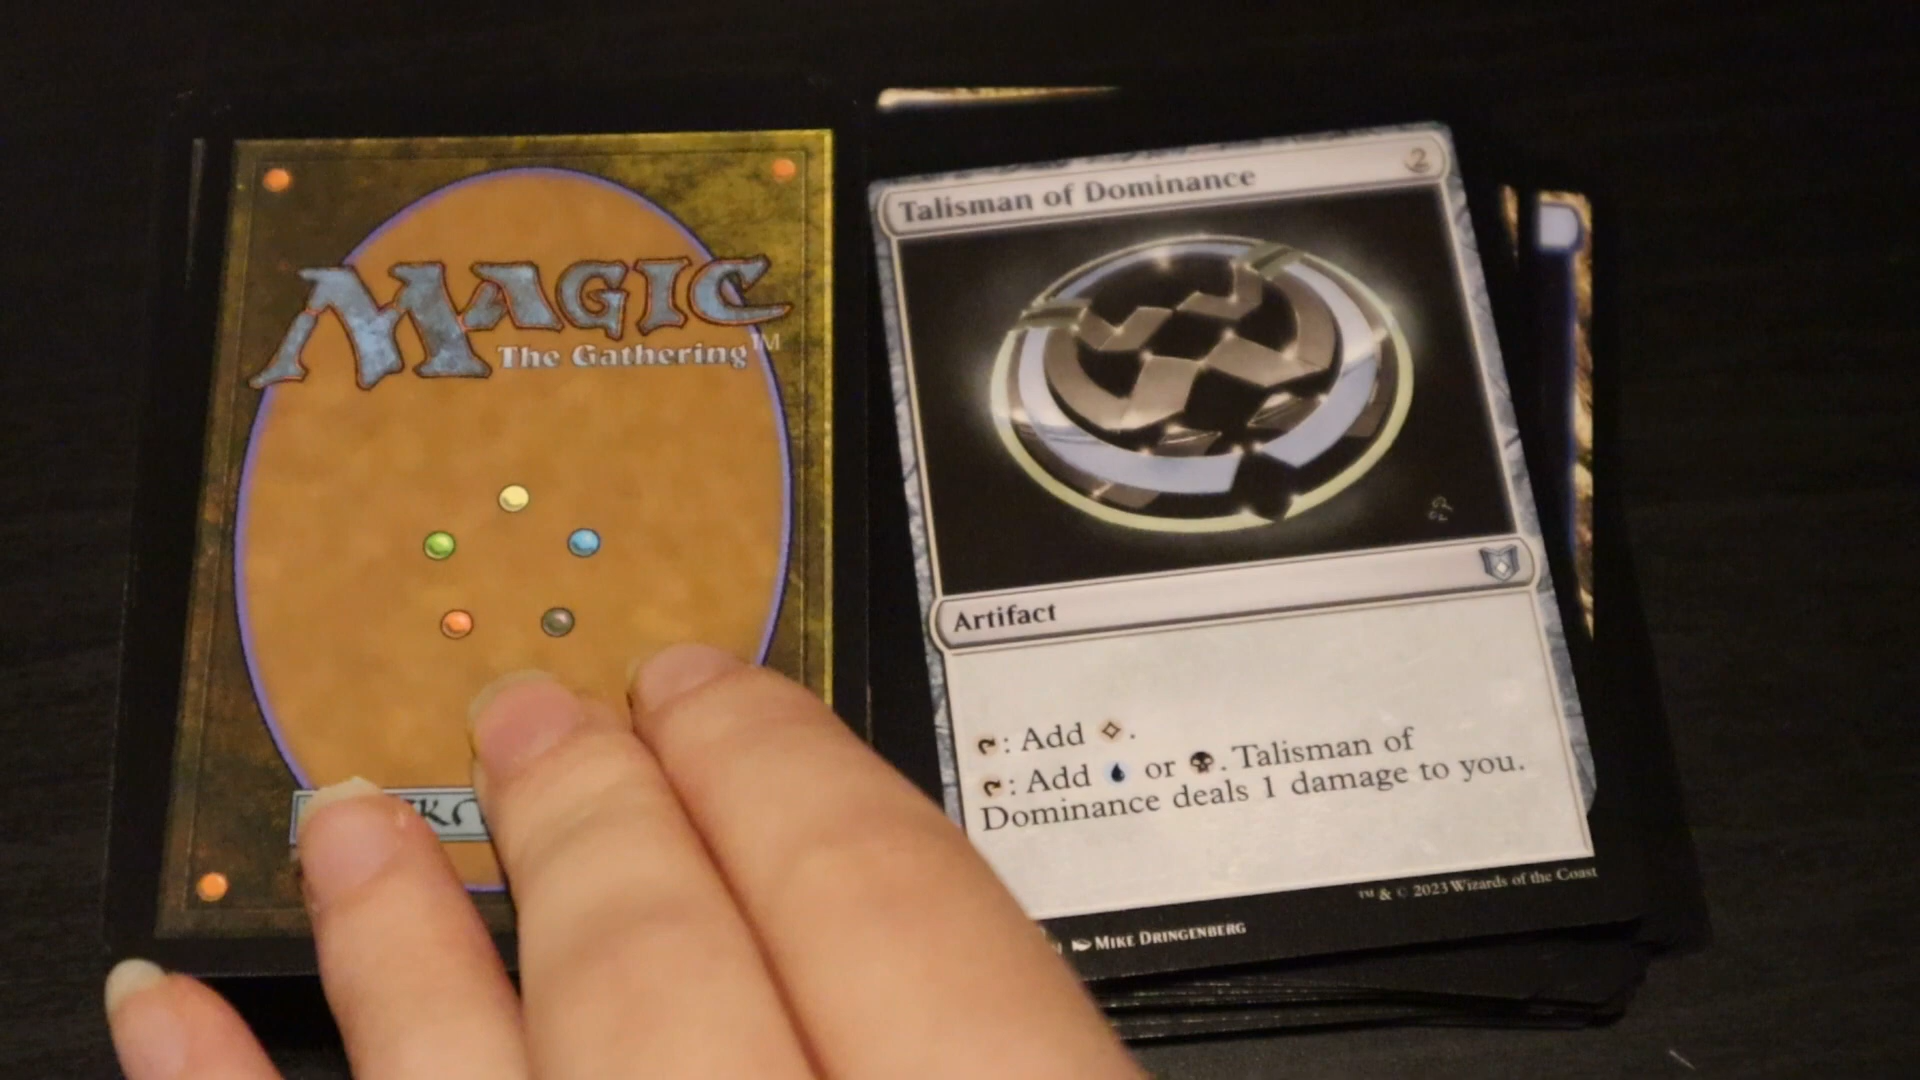 MAGIC
The Gathering™
Talisman of Dominance
2
Artifact
: Add .
: Add or . Talisman of
Dominance deals 1 damage to you.
™ & © 2023 Wizards of the Coast
MIKE DRINGENBERG